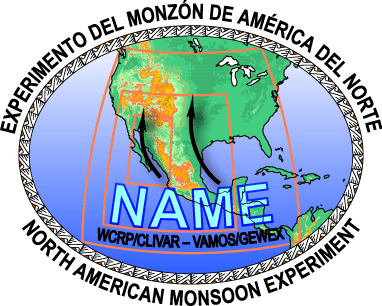 EXPERIMENTO DEL MONZÓN DE AMÉRICA DEL NORTE
NAME
WCRP/CLIVAR – VAMOS/GEWEX
NORTH AMERICAN MONSOON EXPERIMENT